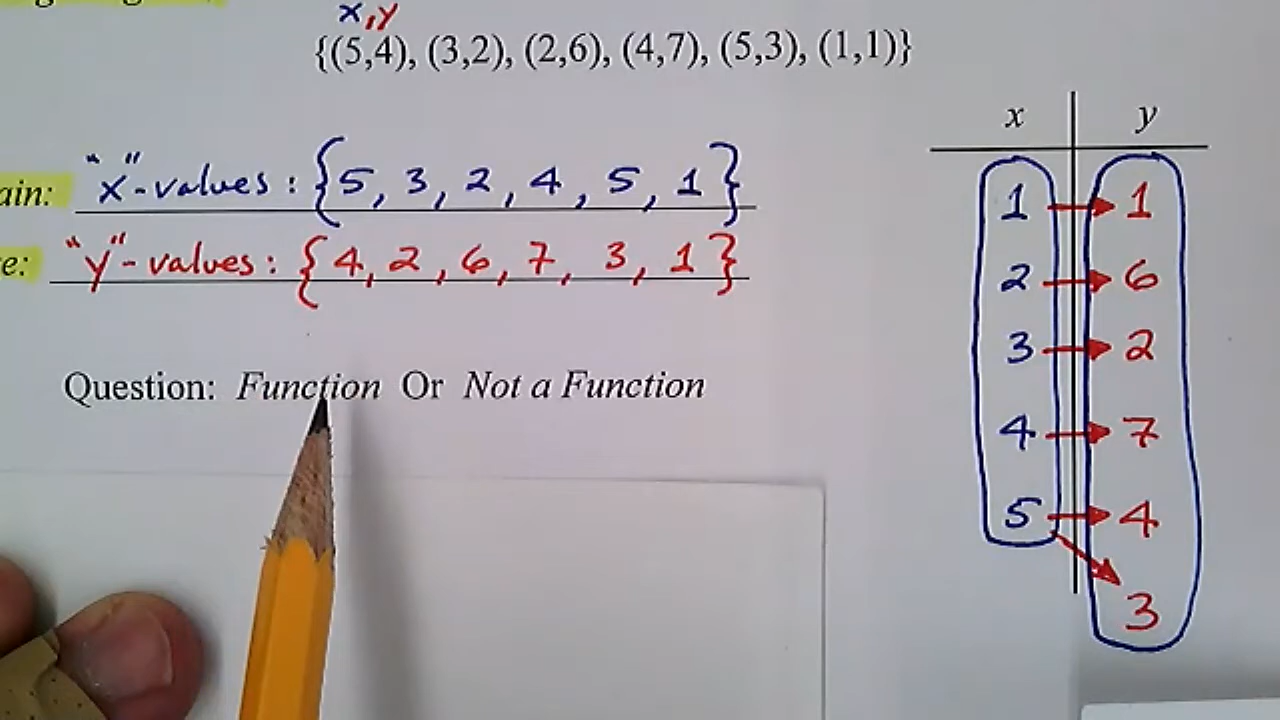 x,y
{(5,4), (3,2), (2,6), (4,7), (5,3), (1,1)}
ain: "x"-values : {5, 3, 2, 4, 5, 1}
e: "y"-values : {4, 2, 6, 7, 3, 1}
Question: Function Or Not a Function
x y
1 1
2 6
3 2
4 7
5 4
3